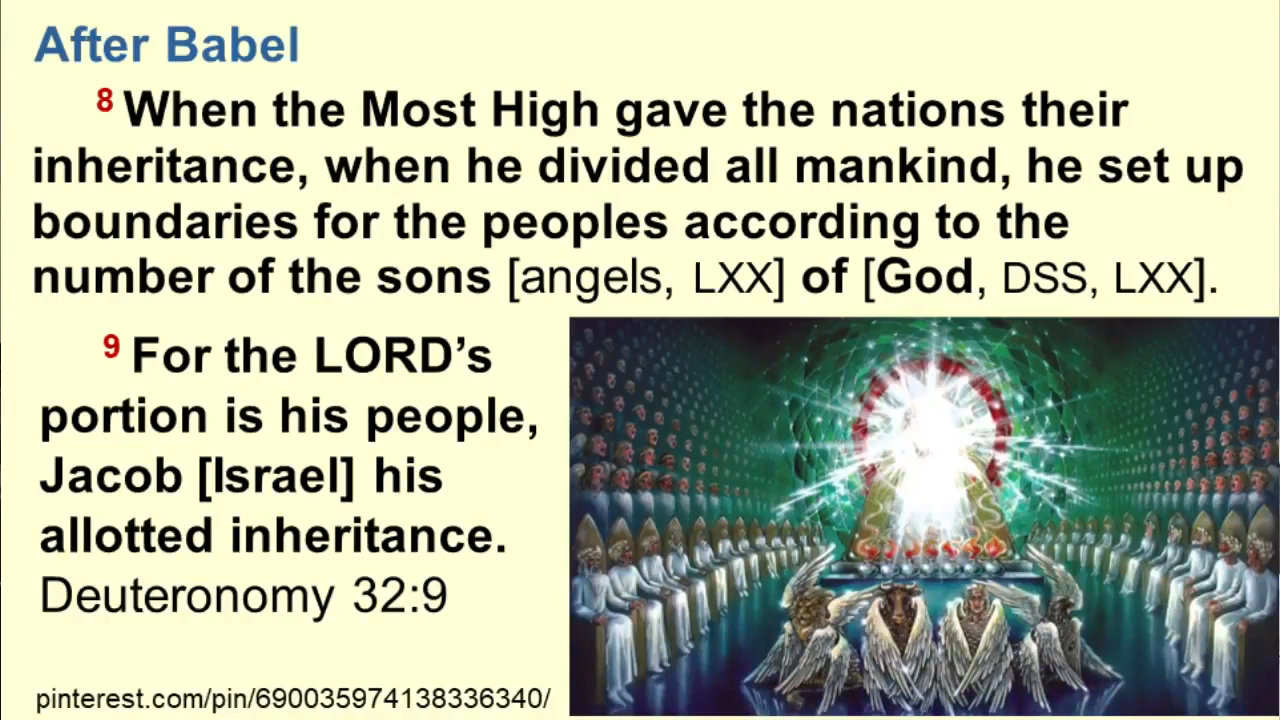 After Babel
8 When the Most High gave the nations their
inheritance, when he divided all mankind, he set up
boundaries for the peoples according to the
number of the sons [angels, LXX] of [God, DSS, LXX].
9 For the LORD’s
portion is his people,
Jacob [Israel] his
allotted inheritance.
Deuteronomy 32:9
pinterest.com/pin/690035974138336340/